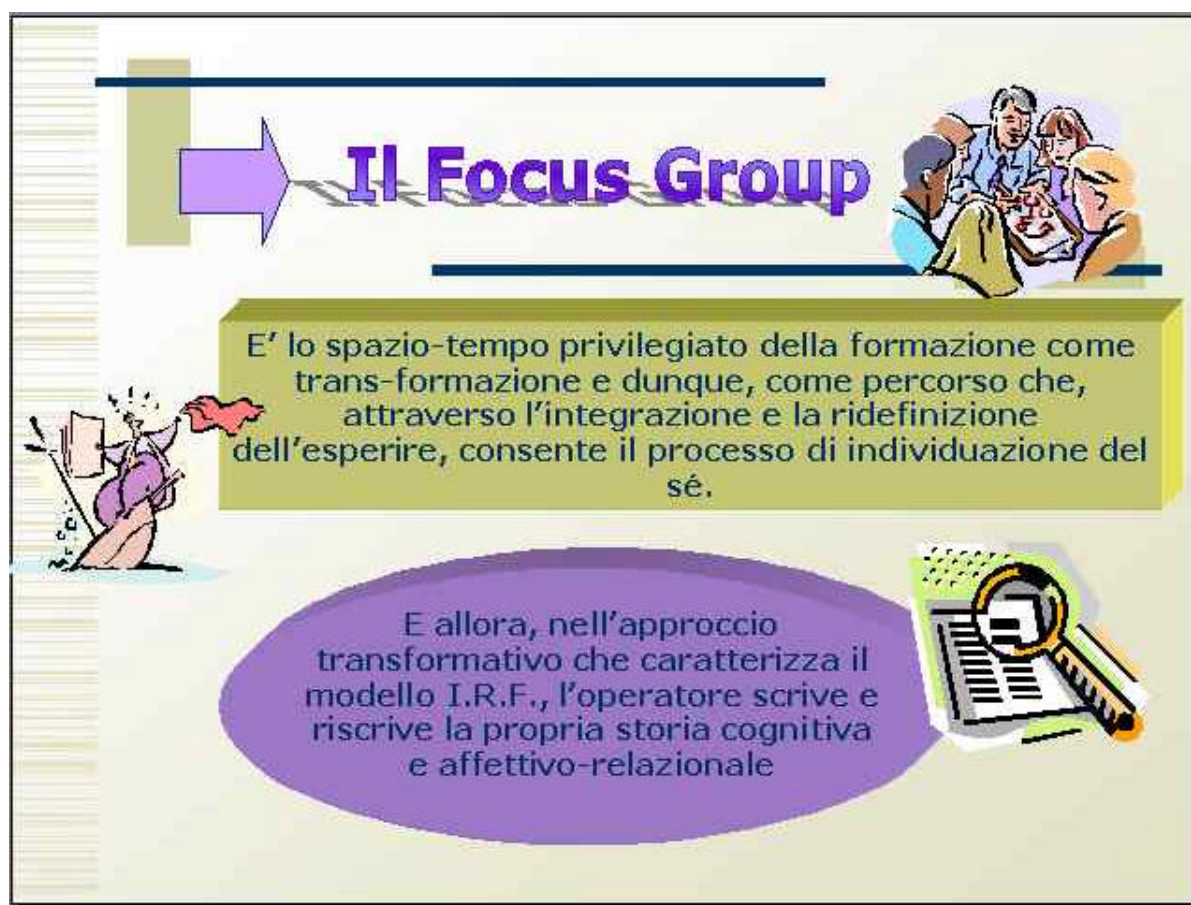 Il Focus Group
E' lo spazio-tempo privilegiato della formazione come
trans-formazione e dunque, come percorso che,
attraverso l'integrazione e la ridefinizione
dell'esperire, consente il processo di individuazione del
sé.
E allora, nell'approccio
transformativo che caratterizza il
modello I.R.F., l'operatore scrive e
riscrive la propria storia cognitiva
e affettivo-relazionale